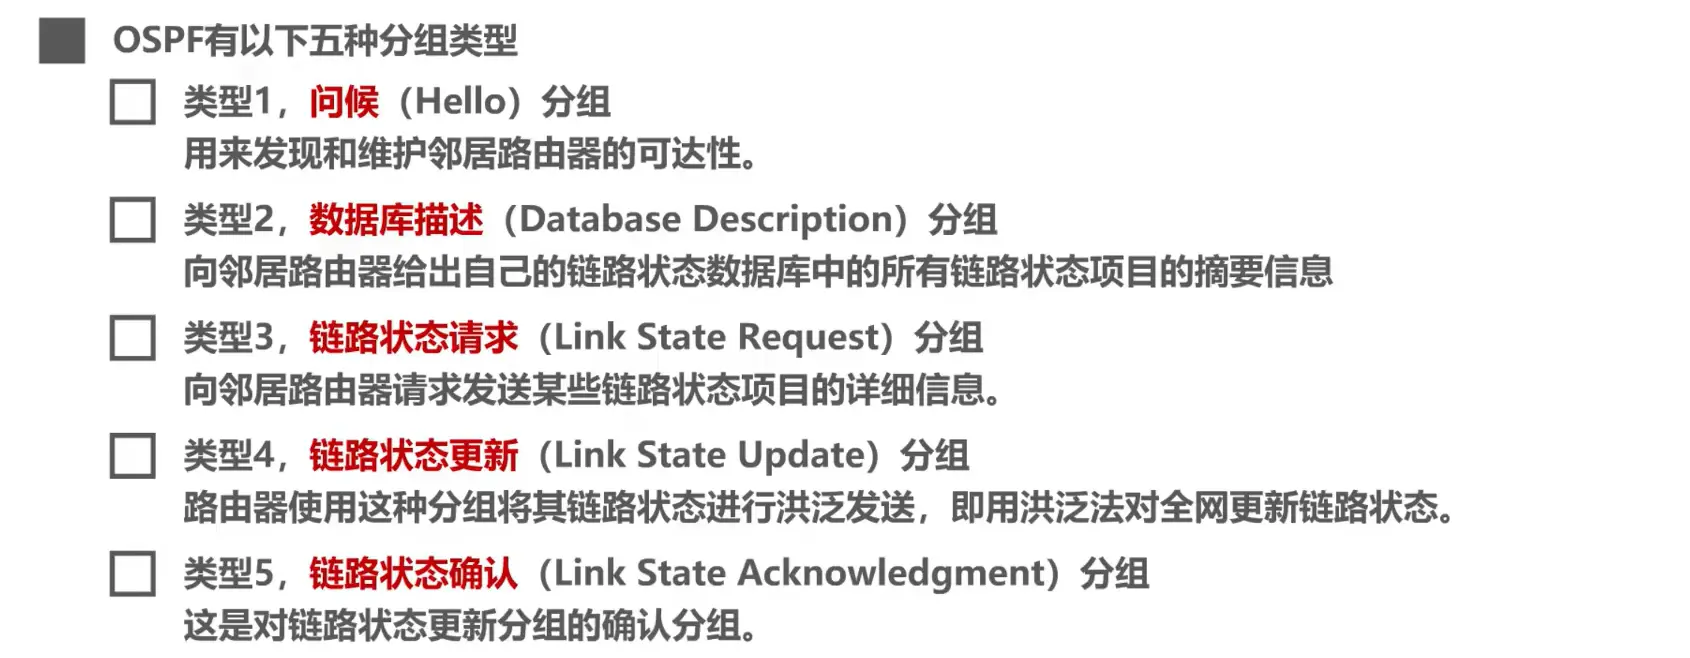 OSPF有以下五种分组类型
类型1，问候（Hello）分组
用来发现和维护邻居路由器的可达性。
类型2，数据库描述（Database Description）分组
向邻居路由器给出自己的链路状态数据库中的所有链路状态项目的摘要信息
类型3，链路状态请求（Link State Request）分组
向邻居路由器请求发送某些链路状态项目的详细信息。
类型4，链路状态更新（Link State Update）分组
路由器使用这种分组将其链路状态进行洪泛发送，即用洪泛法对全网更新链路状态。
类型5，链路状态确认（Link State Acknowledgment）分组
这是对链路状态更新分组的确认分组。